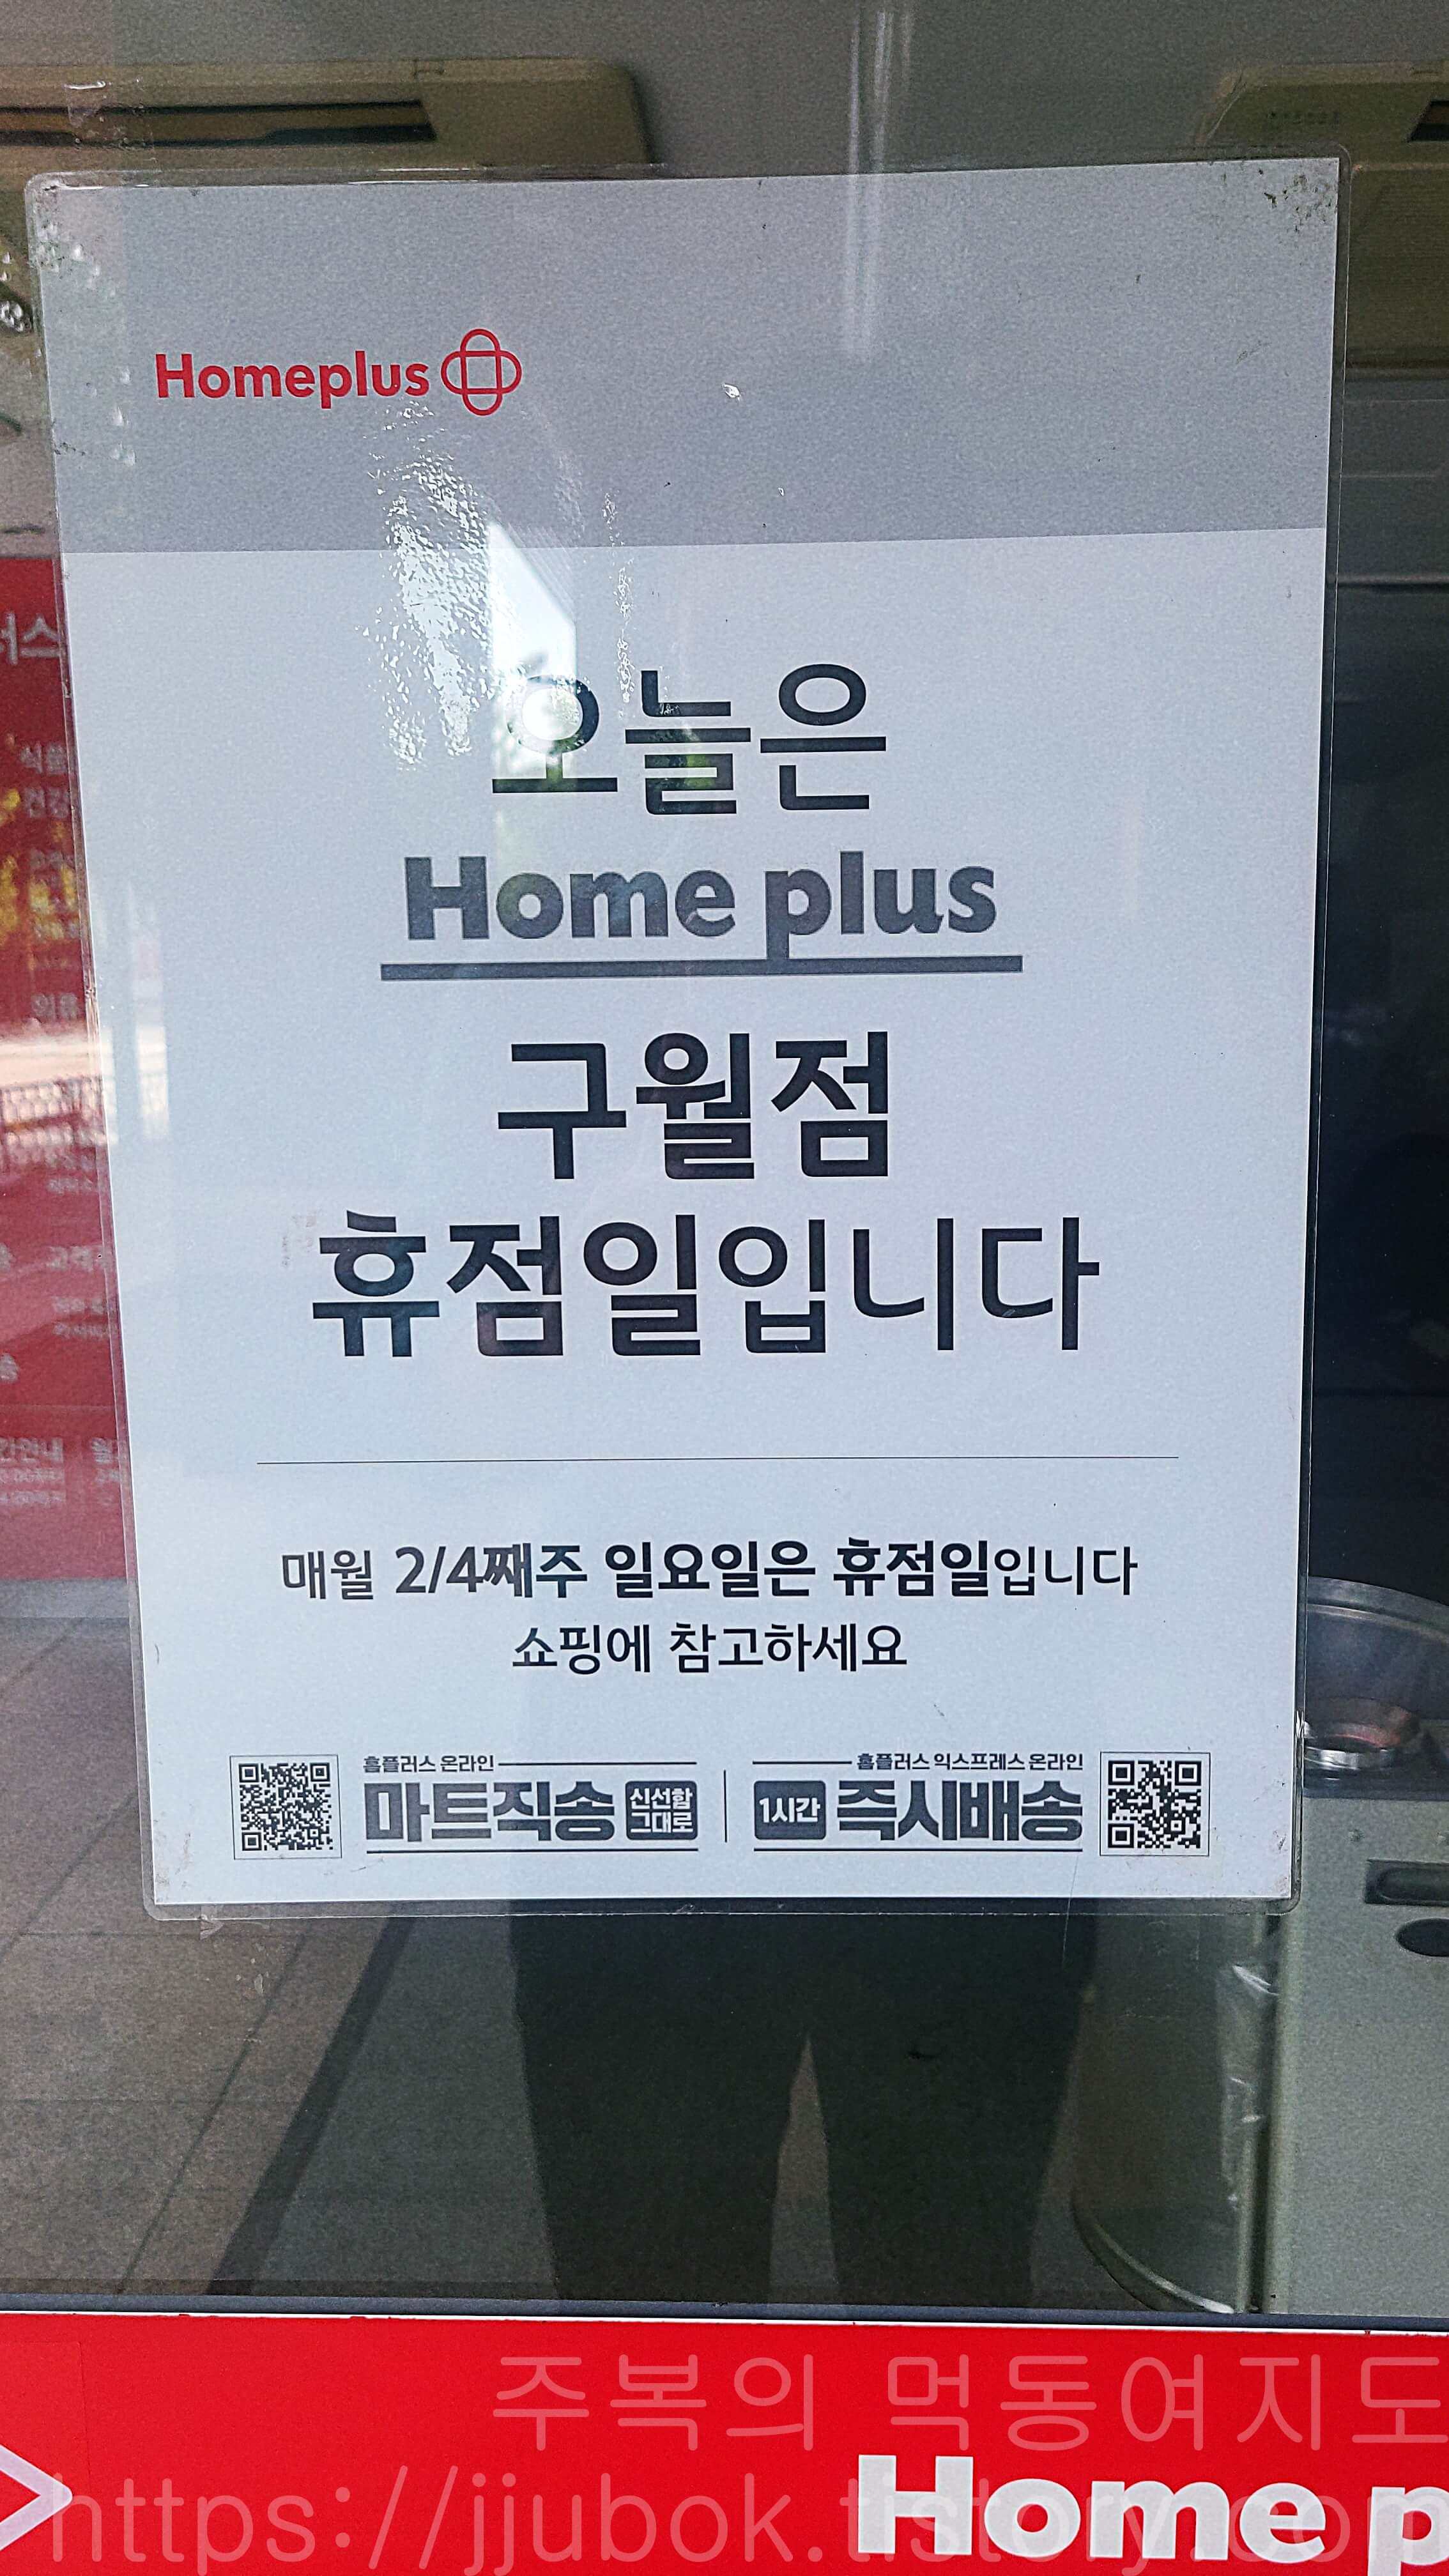 Homeplus
오늘은
Home plus
구월점
휴점일입니다
매월 2/4째주 일요일은 휴점일입니다
쇼핑에 참고하세요
홈플러스 온라인
마트직송 신선함 그대로
홈플러스 익스프레스 온라인
1시간 즉시배송
주복의 먹동여지도
https://jjubok.tistory.com
Home p